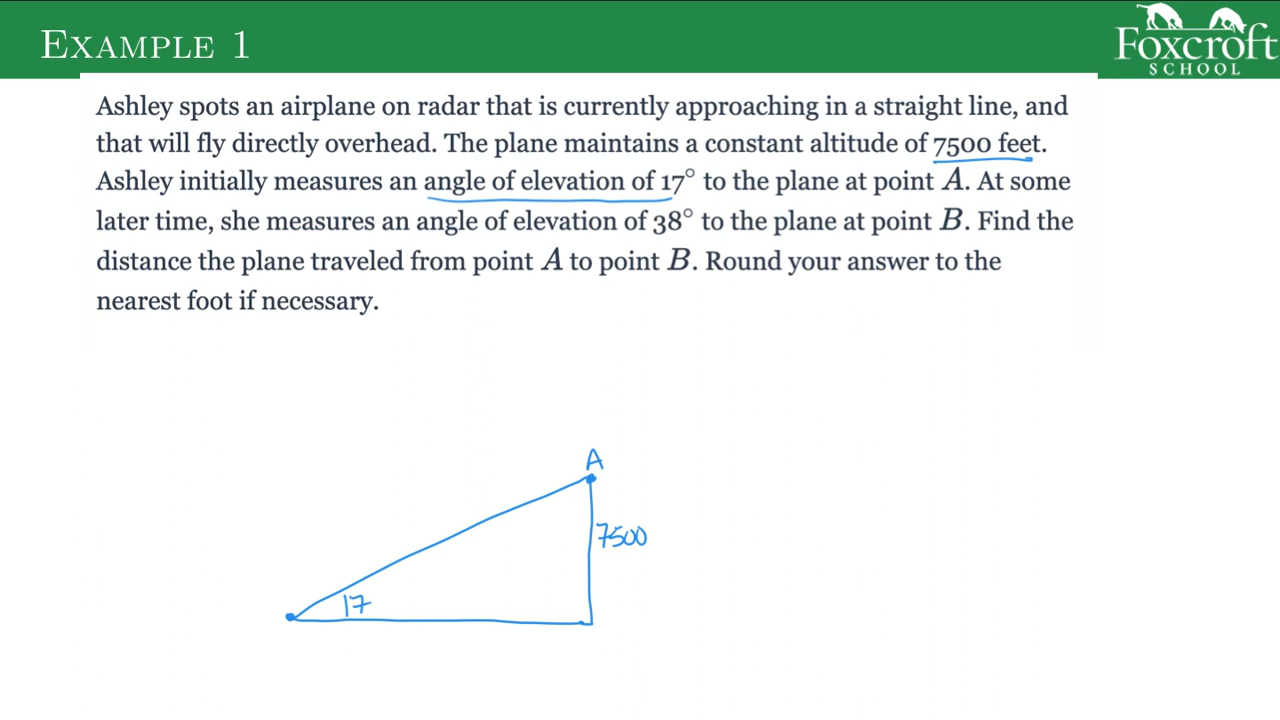 EXAMPLE 1
Foxcroft
SCHOOL
Ashley spots an airplane on radar that is currently approaching in a straight line, and
that will fly directly overhead. The plane maintains a constant altitude of 7500 feet.
Ashley initially measures an angle of elevation of 17° to the plane at point A. At some
later time, she measures an angle of elevation of 38° to the plane at point B. Find the
distance the plane traveled from point A to point B. Round your answer to the
nearest foot if necessary.
A
7500
17